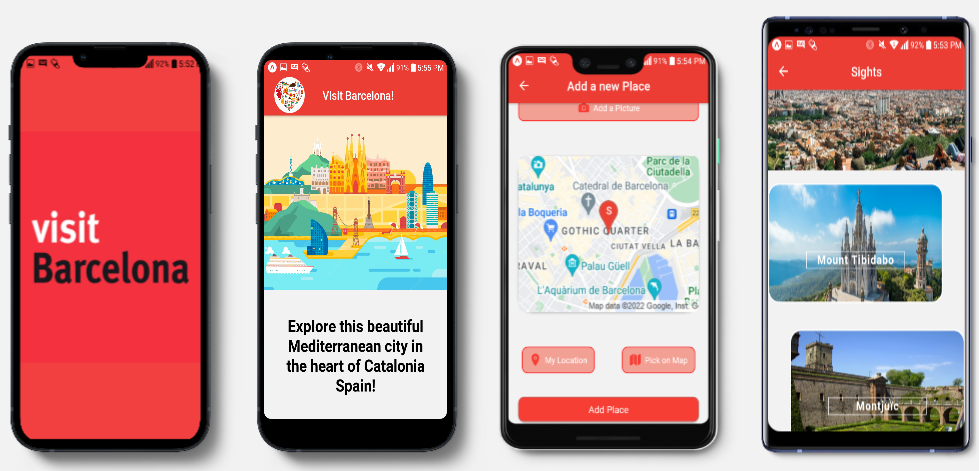 92% 5:52
visit
Barcelona
91% 5:55 PM
Visit Barcelona!
Explore this beautiful
Mediterranean city in
the heart of Catalonia
Spain!
91% 5:54 PM
Add a new Place
Add a Picture
Parc de la
Ciutadella
atalunya
Catedral de Barcelona
la Boqueria
S
GOTHIC QUARTER
CIUTAT VELLA
LA BA
RAVAL
Palau Güell
L'Aquàrium de Barcelona
Pla
Map data ©2022 Google, Inst. G
My Location
Pick on Map
Add Place
92% 5:53 PM
Sights
Mount Tibidabo
Montjuïc